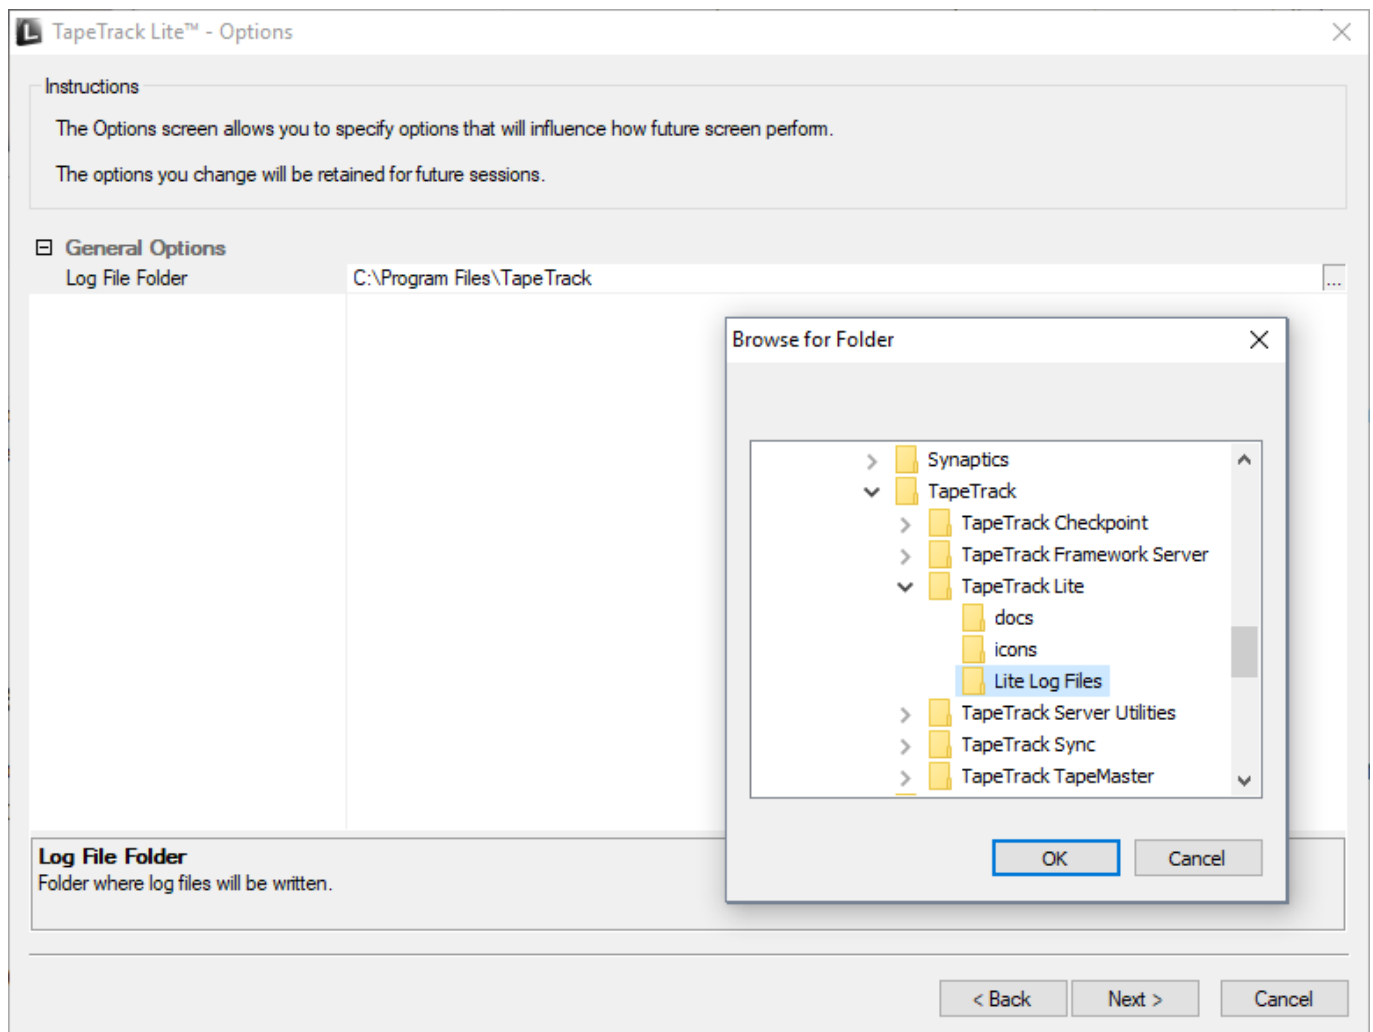 TapeTrack Lite™ - Options
Instructions
The Options screen allows you to specify options that will influence how future screen perform.
The options you change will be retained for future sessions.
General Options
Log File Folder
C:\Program Files\TapeTrack
...
Browse for Folder
Synaptics
TapeTrack
TapeTrack Checkpoint
TapeTrack Framework Server
TapeTrack Lite
docs
icons
Lite Log Files
TapeTrack Server Utilities
TapeTrack Sync
TapeTrack TapeMaster
OK
Cancel
Log File Folder
Folder where log files will be written.
< Back
Next >
Cancel